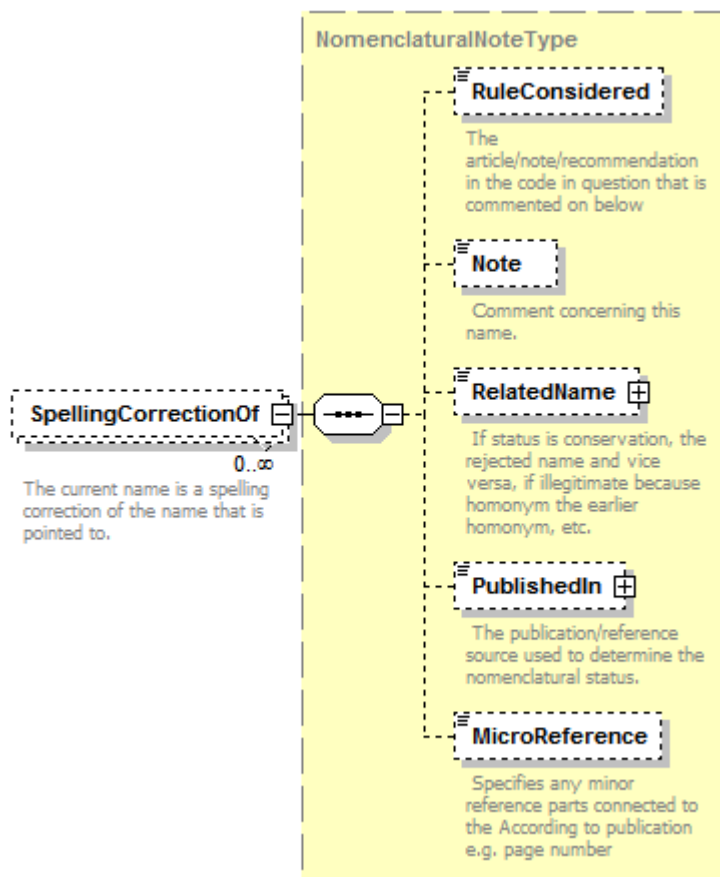 NomenclaturalNoteType
RuleConsidered
The
article/note/recommendation
in the code in question that is
commented on below
Note
Comment concerning this
name.
SpellingCorrectionOf
0..∞
The current name is a spelling
correction of the name that is
pointed to.
RelatedName
If status is conservation, the
rejected name and vice
versa, if illegitimate because
homonym the earlier
homonym, etc.
PublishedIn
The publication/reference
source used to determine the
nomenclatural status.
MicroReference
Specifies any minor
reference parts connected to
the According to publication
e.g. page number